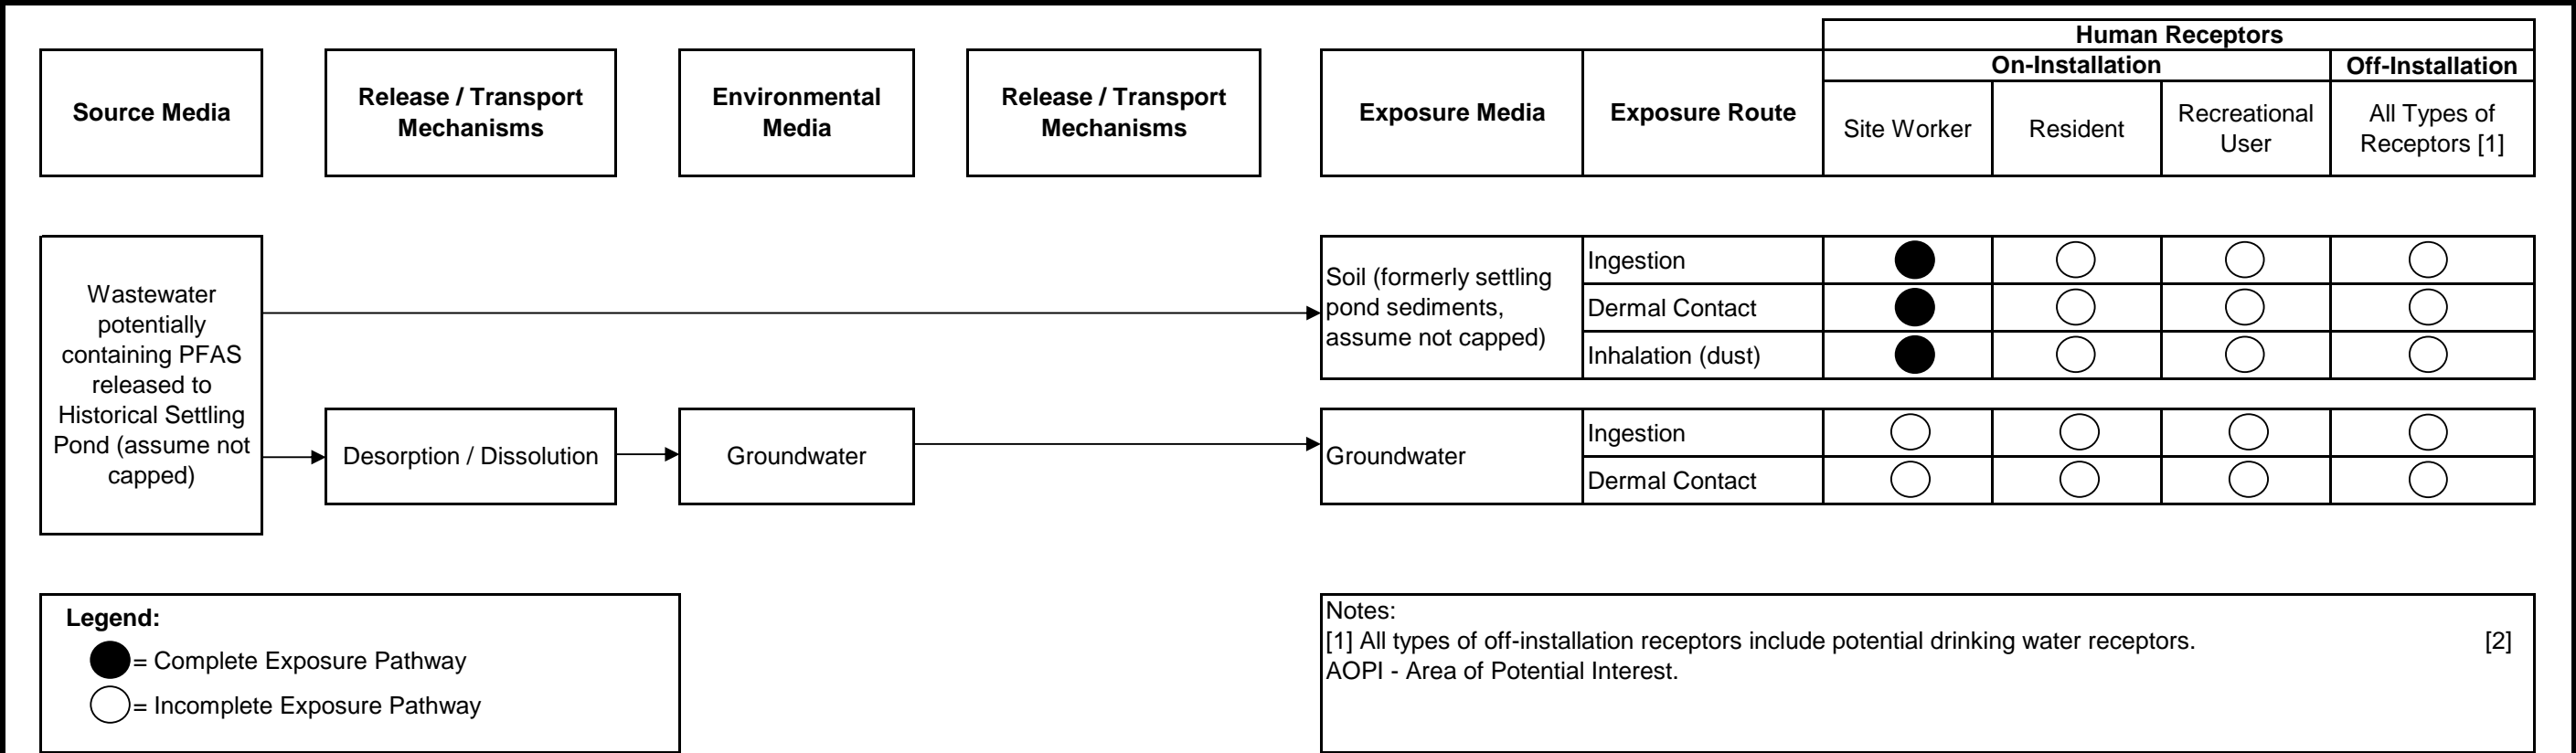 Human Receptors
On-Installation
Off-Installation
Source Media
Release / Transport
Mechanisms
Environmental
Media
Release / Transport
Mechanisms
Exposure Media
Exposure Route
Site Worker
Resident
Recreational
User
All Types of
Receptors [1]
Wastewater
potentially
containing PFAS
released to
Historical Settling
Pond (assume not
capped)
Soil (formerly settling
pond sediments,
assume not capped)
Ingestion
Dermal Contact
Inhalation (dust)
Desorption / Dissolution
Groundwater
Groundwater
Ingestion
Dermal Contact
Legend:
= Complete Exposure Pathway
= Incomplete Exposure Pathway
Notes:
[1] All types of off-installation receptors include potential drinking water receptors. [2]
AOPI - Area of Potential Interest.